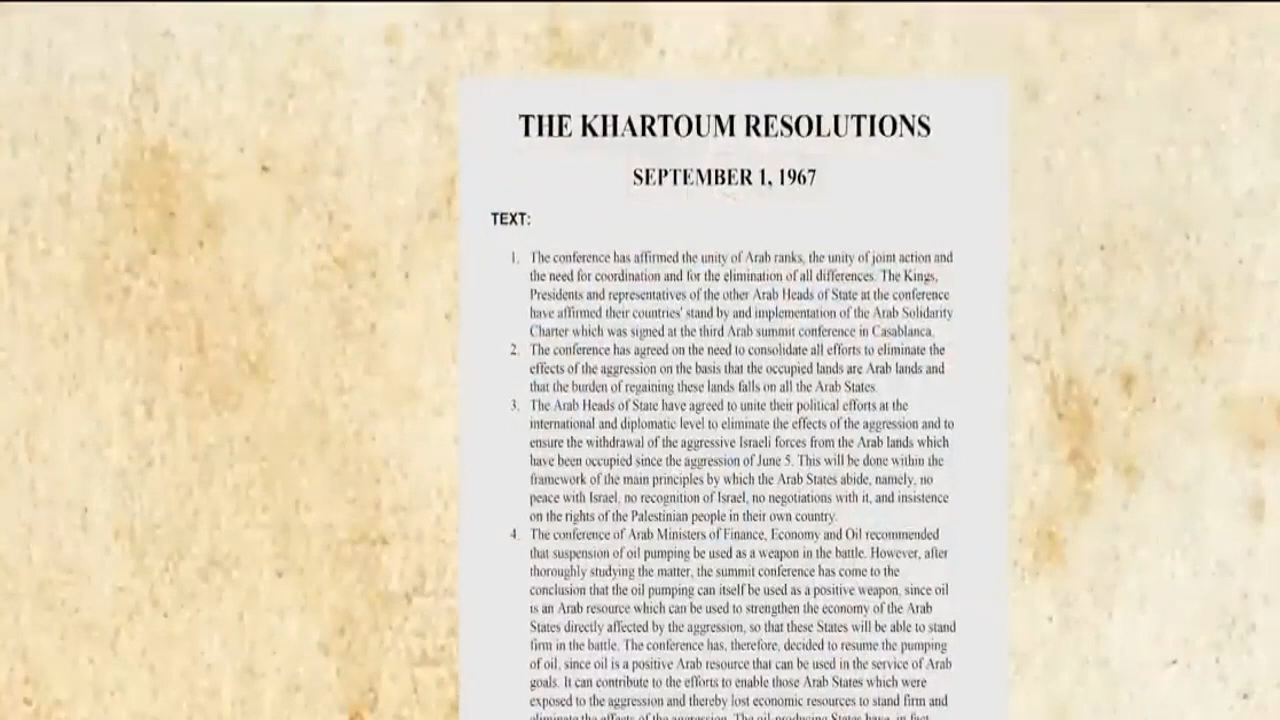 THE KHARTOUM RESOLUTIONS
SEPTEMBER 1, 1967
TEXT:
1. The conference has affirmed the unity of Arab ranks, the unity of joint action and
the need for coordination and for the elimination of all differences. The Kings,
Presidents and representatives of the other Arab Heads of State at the conference
have affirmed their countries' stand by and implementation of the Arab Solidarity
Charter which was signed at the third Arab summit conference in Casablanca.
2. The conference has agreed on the need to consolidate all efforts to eliminate the
effects of the aggression on the basis that the occupied lands are Arab lands and
that the burden of regaining these lands falls on all the Arab States.
3. The Arab Heads of State have agreed to unite their political efforts at the
international and diplomatic level to eliminate the effects of the aggression and to
ensure the withdrawal of the aggressive Israeli forces from the Arab lands which
have been occupied since the aggression of June 5. This will be done within the
framework of the main principles by which the Arab States abide, namely, no
peace with Israel, no recognition of Israel, no negotiations with it, and insistence
on the rights of the Palestinian people in their own country.
4. The conference of Arab Ministers of Finance, Economy and Oil recommended
that suspension of oil pumping be used as a weapon in the battle. However, after
thoroughly studying the matter, the summit conference has come to the
conclusion that the oil pumping can itself be used as a positive weapon, since oil
is an Arab resource which can be used to strengthen the economy of the Arab
States directly affected by the aggression, so that these States will be able to stand
firm in the battle. The conference has, therefore, decided to resume the pumping
of oil, since oil is a positive Arab resource that can be used in the service of Arab
goals. It can contribute to the efforts to enable those Arab States which were
exposed to the aggression and thereby lost economic resources to stand firm and
eliminate the effects of the aggression. The oil-producing States have, in fact,